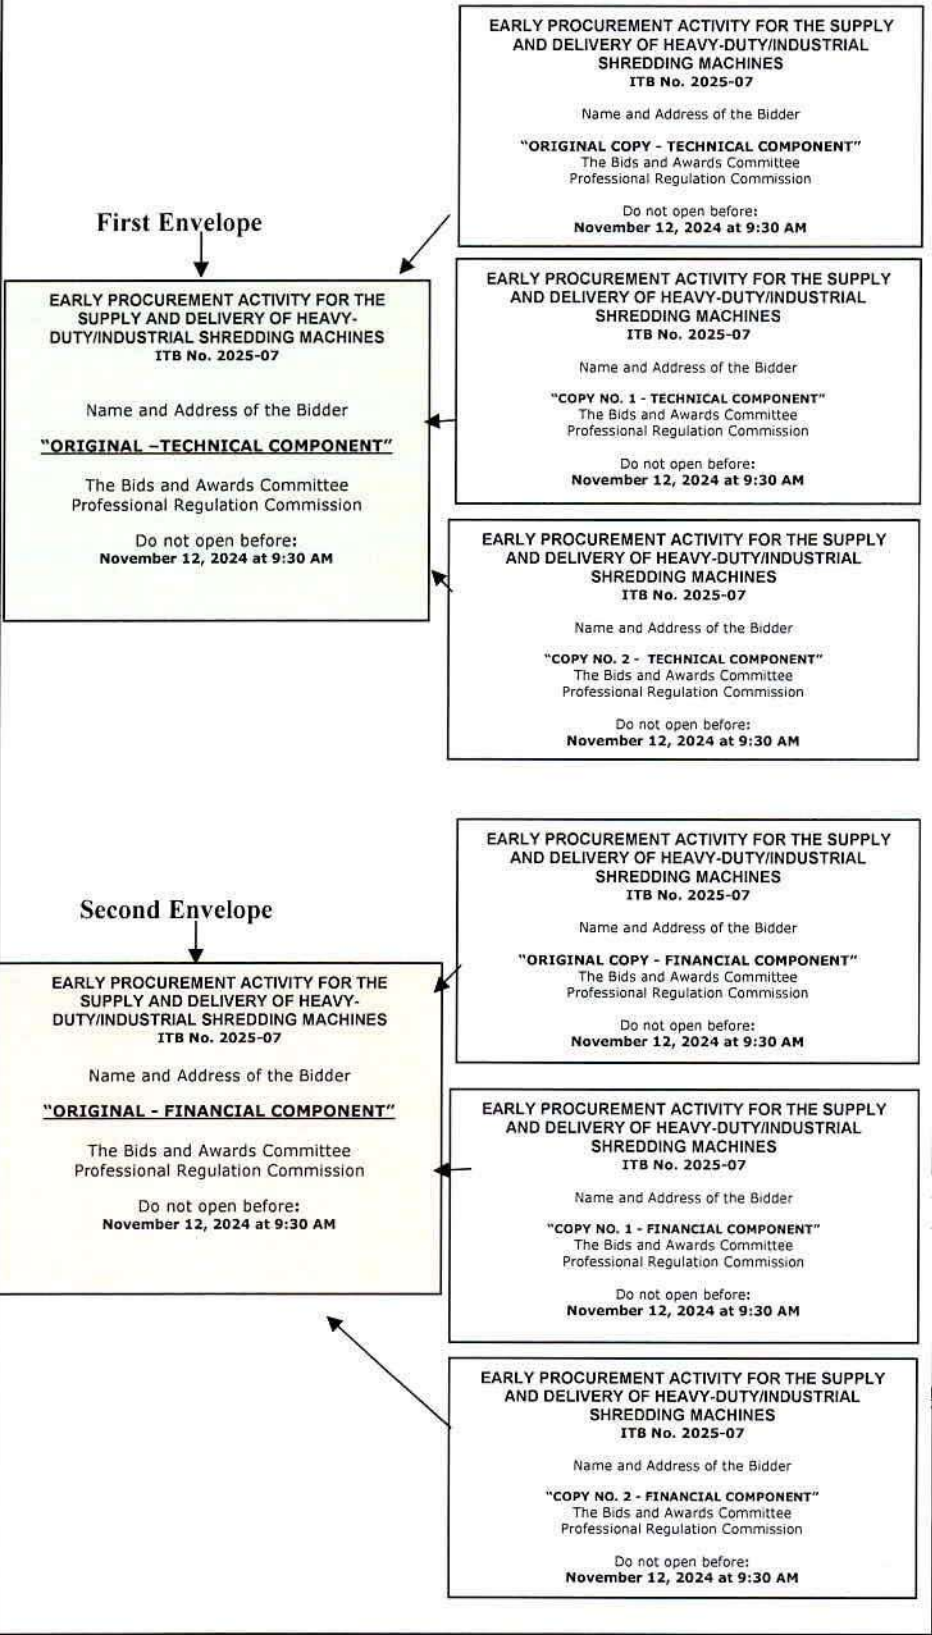 EARLY PROCUREMENT ACTIVITY FOR THE SUPPLY
AND DELIVERY OF HEAVY-DUTY/INDUSTRIAL
SHREDDING MACHINES
ITB No. 2025-07
Name and Address of the Bidder
"ORIGINAL COPY - TECHNICAL COMPONENT"
The Bids and Awards Committee
Professional Regulation Commission
Do not open before:
November 12, 2024 at 9:30 AM
First Envelope
EARLY PROCUREMENT ACTIVITY FOR THE
SUPPLY AND DELIVERY OF HEAVY-
DUTY/INDUSTRIAL SHREDDING MACHINES
ITB No. 2025-07
Name and Address of the Bidder
"ORIGINAL –TECHNICAL COMPONENT"
The Bids and Awards Committee
Professional Regulation Commission
Do not open before:
November 12, 2024 at 9:30 AM
EARLY PROCUREMENT ACTIVITY FOR THE SUPPLY
AND DELIVERY OF HEAVY-DUTY/INDUSTRIAL
SHREDDING MACHINES
ITB No. 2025-07
Name and Address of the Bidder
"COPY NO. 1 - TECHNICAL COMPONENT"
The Bids and Awards Committee
Professional Regulation Commission
Do not open before:
November 12, 2024 at 9:30 AM
EARLY PROCUREMENT ACTIVITY FOR THE SUPPLY
AND DELIVERY OF HEAVY-DUTY/INDUSTRIAL
SHREDDING MACHINES
ITB No. 2025-07
Name and Address of the Bidder
"COPY NO. 2 - TECHNICAL COMPONENT"
The Bids and Awards Committee
Professional Regulation Commission
Do not open before:
November 12, 2024 at 9:30 AM
EARLY PROCUREMENT ACTIVITY FOR THE SUPPLY
AND DELIVERY OF HEAVY-DUTY/INDUSTRIAL
SHREDDING MACHINES
ITB No. 2025-07
Name and Address of the Bidder
"ORIGINAL COPY - FINANCIAL COMPONENT"
The Bids and Awards Committee
Professional Regulation Commission
Do not open before:
November 12, 2024 at 9:30 AM
Second Envelope
EARLY PROCUREMENT ACTIVITY FOR THE
SUPPLY AND DELIVERY OF HEAVY-
DUTY/INDUSTRIAL SHREDDING MACHINES
ITB No. 2025-07
Name and Address of the Bidder
"ORIGINAL - FINANCIAL COMPONENT"
The Bids and Awards Committee
Professional Regulation Commission
Do not open before:
November 12, 2024 at 9:30 AM
EARLY PROCUREMENT ACTIVITY FOR THE SUPPLY
AND DELIVERY OF HEAVY-DUTY/INDUSTRIAL
SHREDDING MACHINES
ITB No. 2025-07
Name and Address of the Bidder
"COPY NO. 1 - FINANCIAL COMPONENT"
The Bids and Awards Committee
Professional Regulation Commission
Do not open before:
November 12, 2024 at 9:30 AM
EARLY PROCUREMENT ACTIVITY FOR THE SUPPLY
AND DELIVERY OF HEAVY-DUTY/INDUSTRIAL
SHREDDING MACHINES
ITB No. 2025-07
Name and Address of the Bidder
"COPY NO. 2 - FINANCIAL COMPONENT"
The Bids and Awards Committee
Professional Regulation Commission
Do not open before:
November 12, 2024 at 9:30 AM